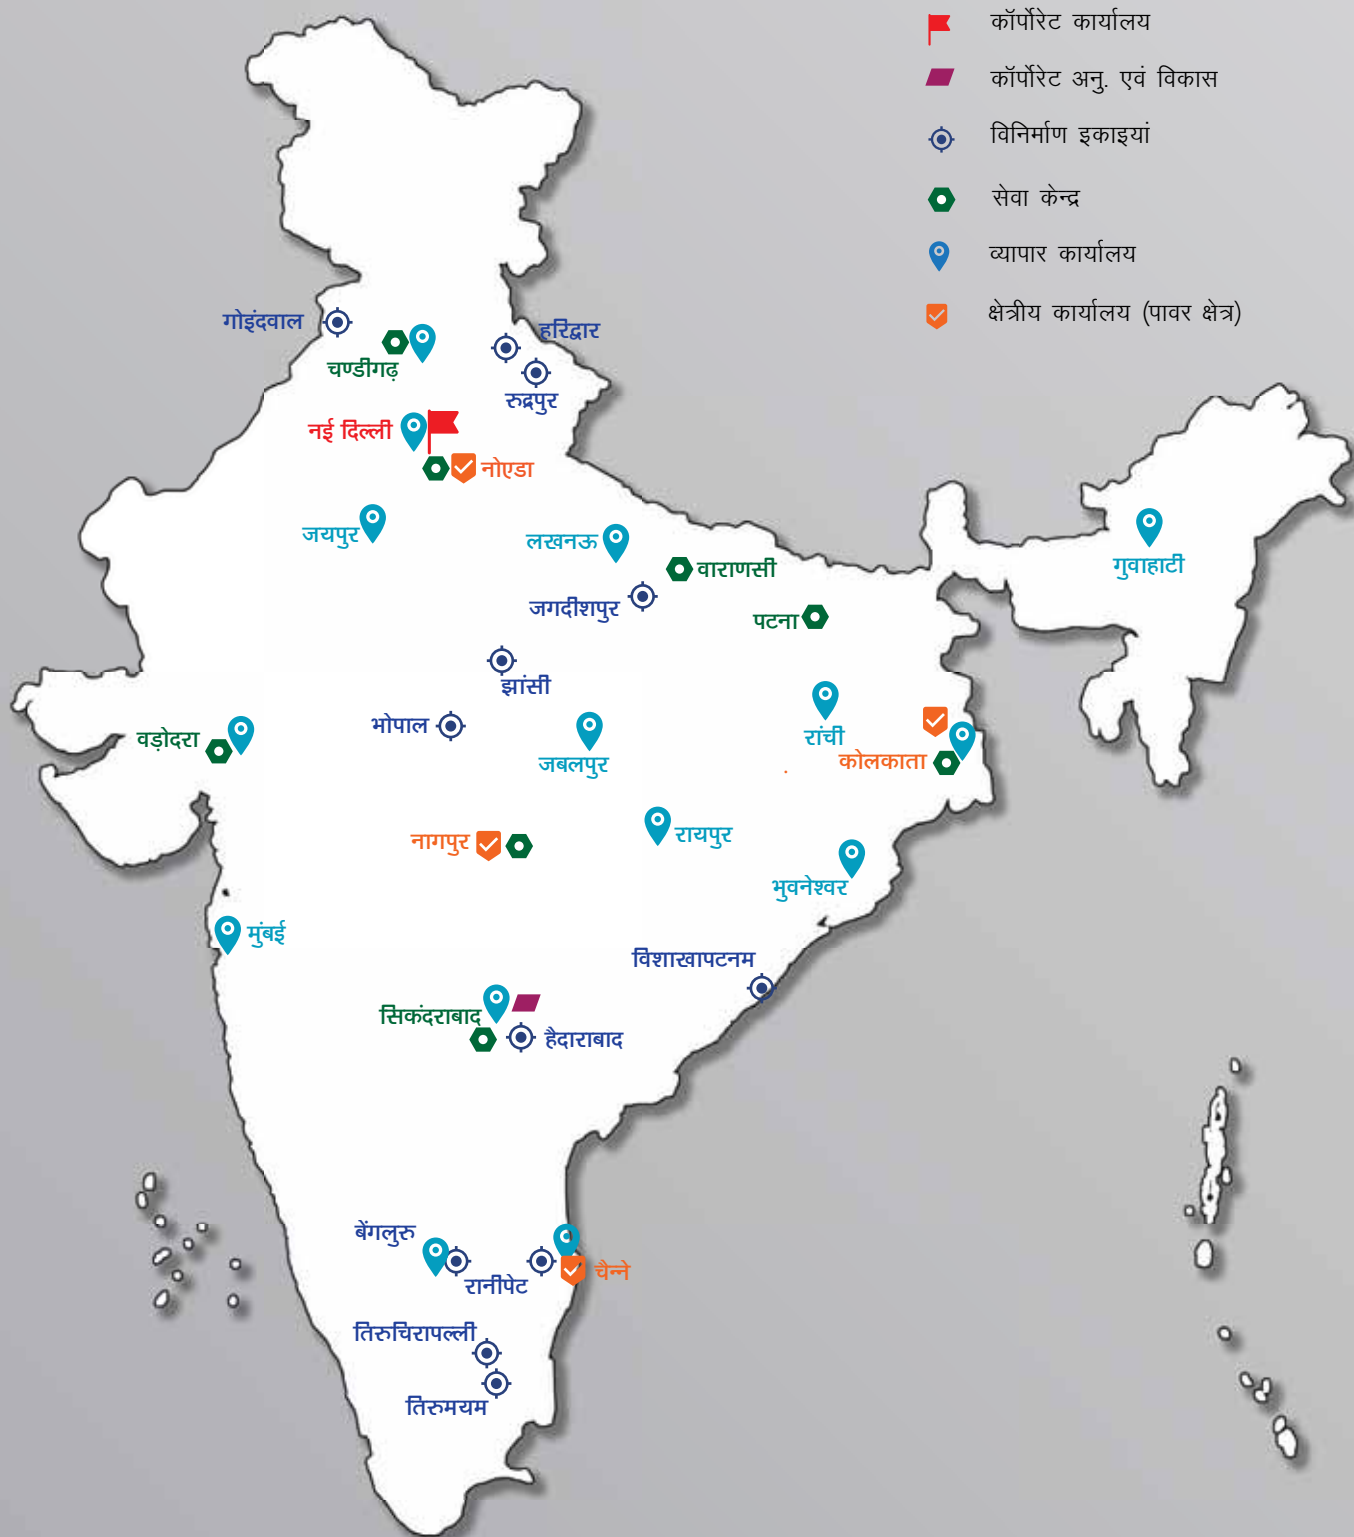 कॉर्पोरेट कार्यालय
कॉर्पोरेट अनु. एवं विकास
विनिर्माण इकाइयां
सेवा केन्द्र
व्यापार कार्यालय
क्षेत्रीय कार्यालय (पावर क्षेत्र)
गोइंदवाल
हरिद्वार
चण्डीगढ़
रुद्रपुर
नई दिल्ली
नोएडा
जयपुर
लखनऊ
वाराणसी
गुवाहाटी
जगदीशपुर
पटना
झांसी
भोपाल
रांची
वड़ोदरा
जबलपुर
कोलकाता
नागपुर
रायपुर
भुवनेश्वर
मुंबई
विशाखापटनम
सिकंदराबाद
हैदाराबाद
बेंगलुरु
रानीपेट
चैन्ने
तिरुचिरापल्ली
तिरुमयम